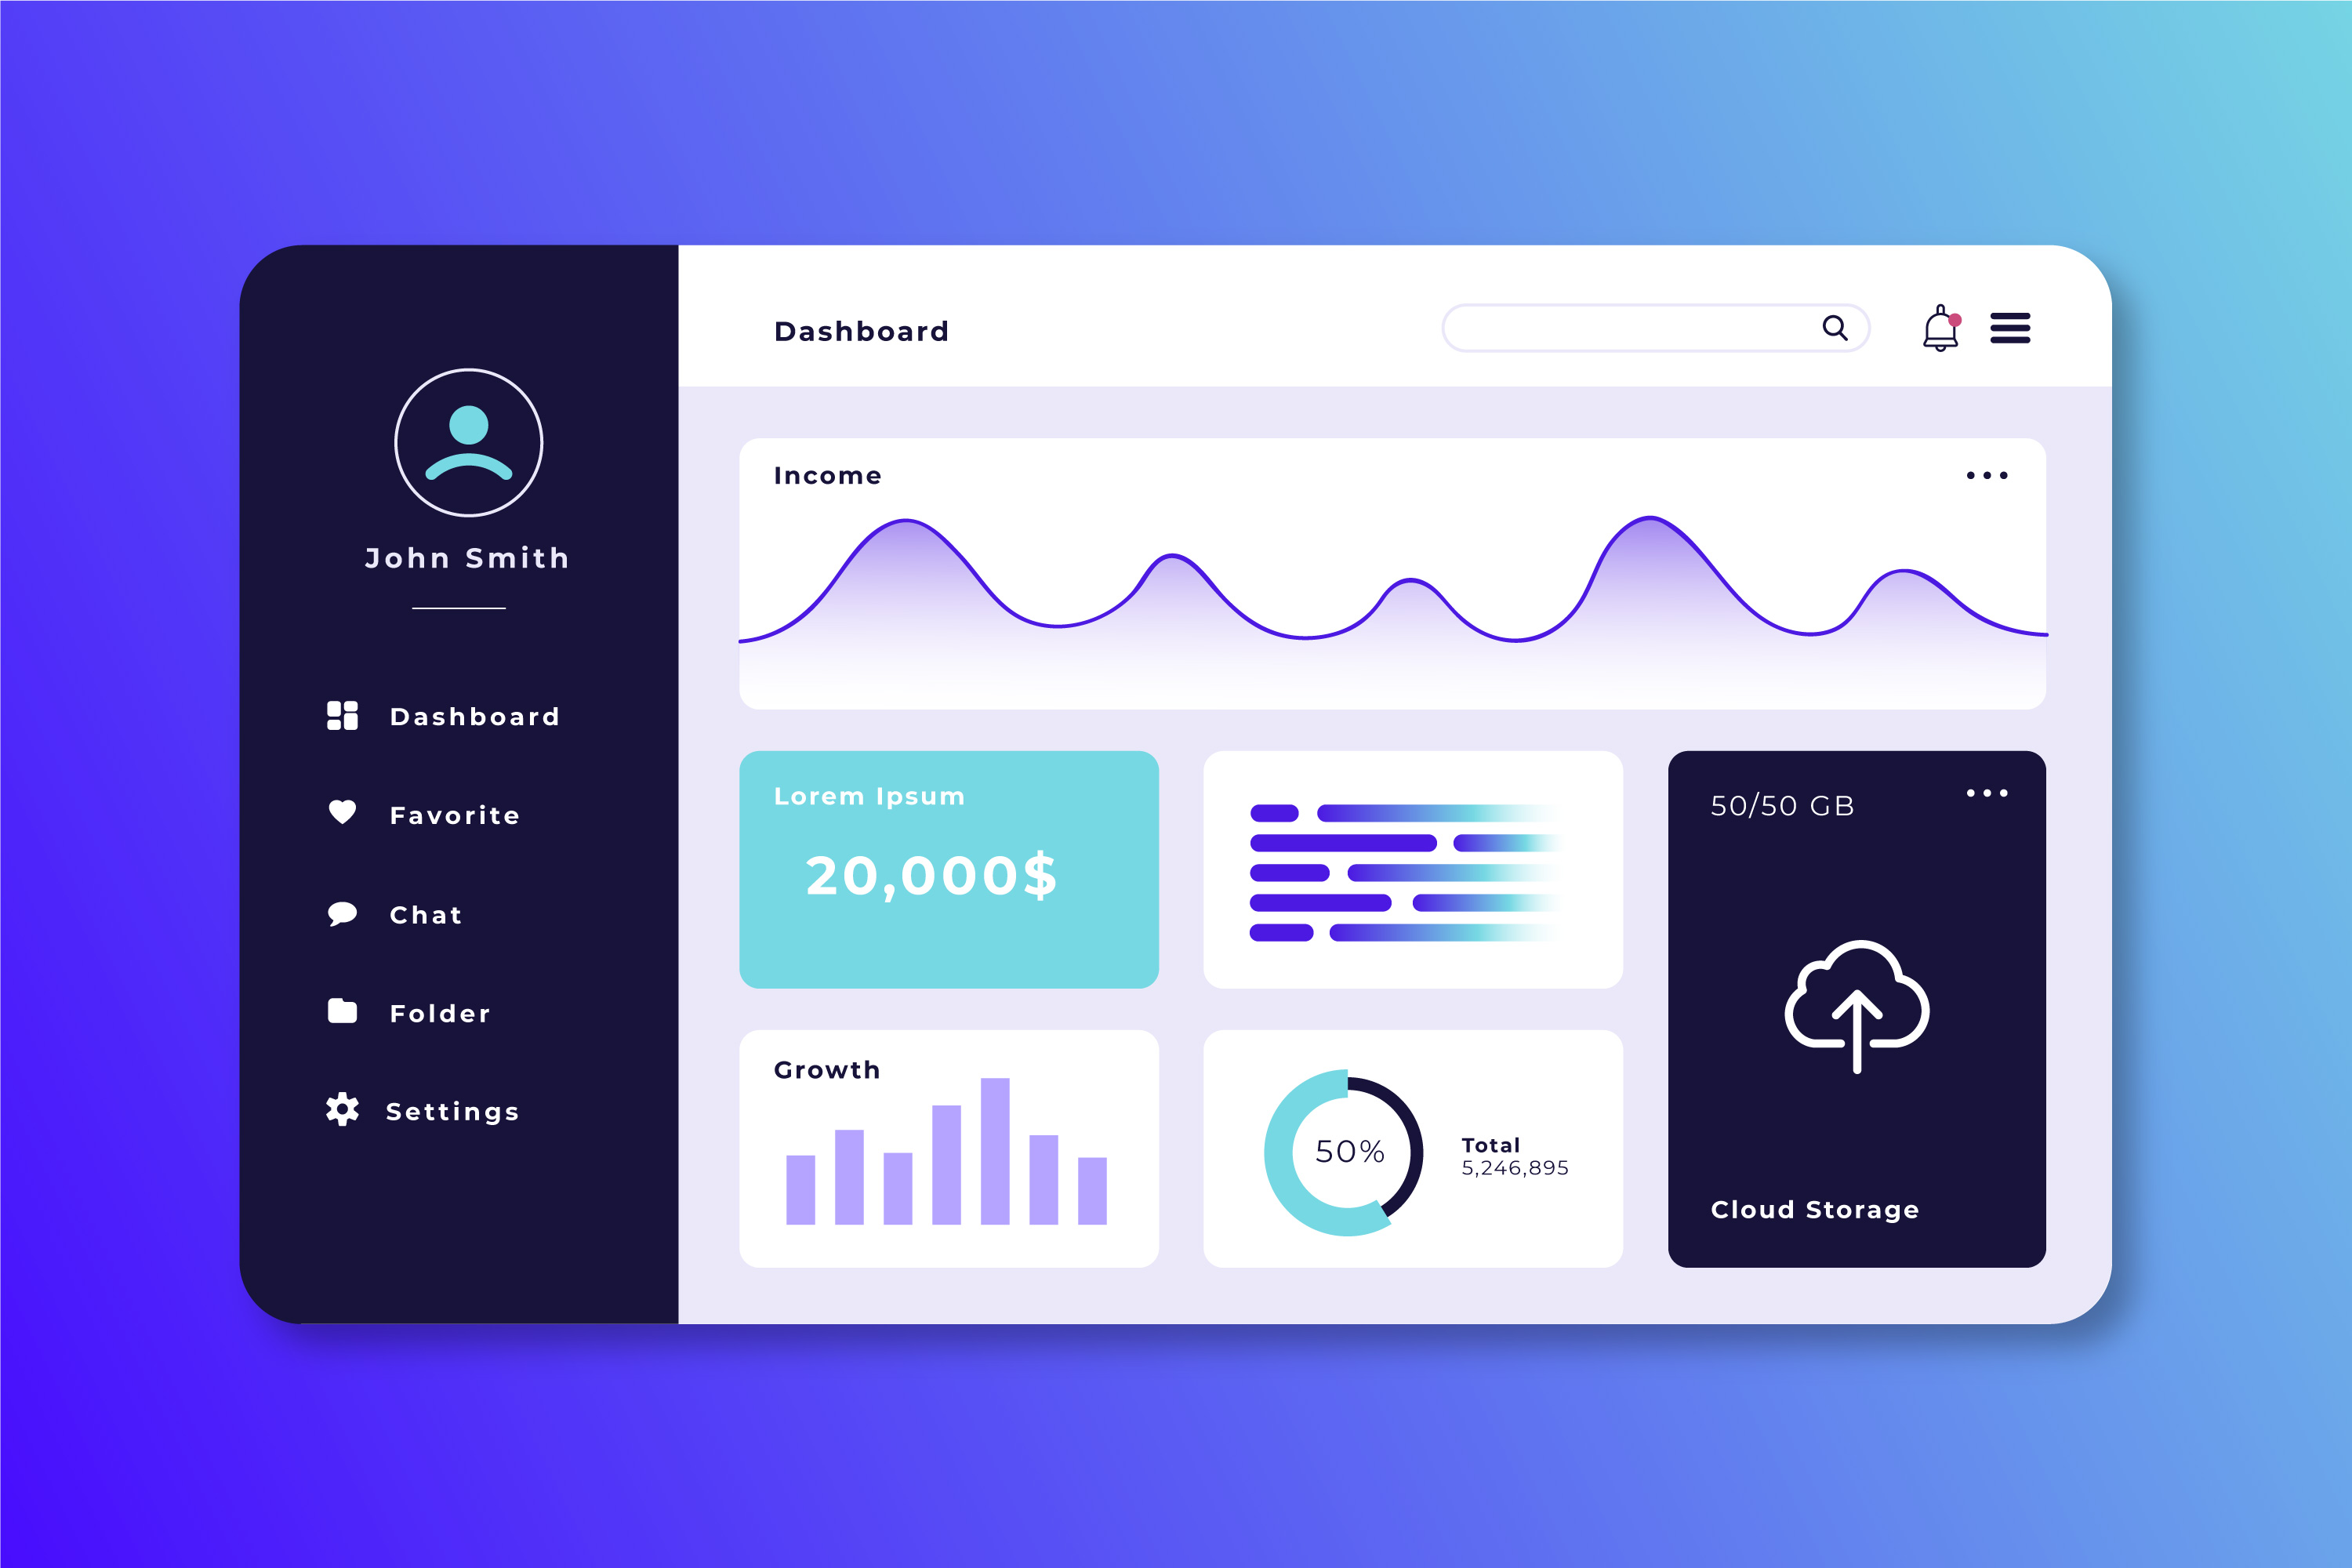 John Smith
Dashboard
Favorite
Chat
Folder
Settings
Dashboard
Income
Lorem Ipsum
20,000$
50/50 GB
Cloud Storage
Growth
50%
Total
5,246,895